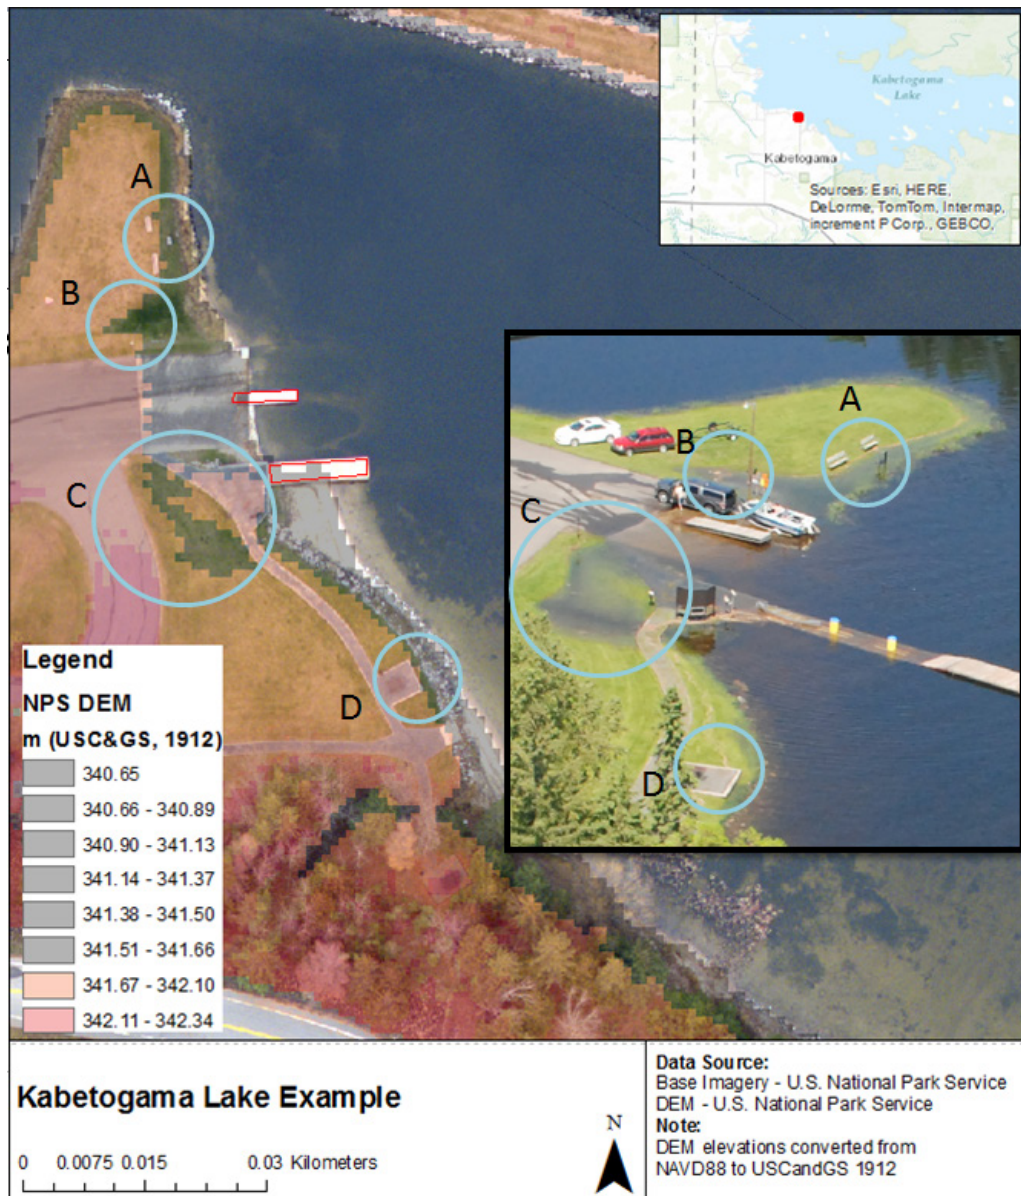 Kabetogama
Lake
Kabetogama
Sources: Esri, HERE,
DeLorme, TomTom, Intermap,
increment P Corp., GEBCO,
A
B
C
D
A
B
C
D
Legend
NPS DEM
m (USC&GS, 1912)
340.65
340.66 - 340.89
340.90 - 341.13
341.14 - 341.37
341.38 - 341.50
341.51 - 341.66
341.67 - 342.10
342.11 - 342.34
Kabetogama Lake Example
0 0.0075 0.015 0.03 Kilometers
N
Data Source:
Base Imagery - U.S. National Park Service
DEM - U.S. National Park Service
Note:
DEM elevations converted from
NAVD88 to USCandGS 1912